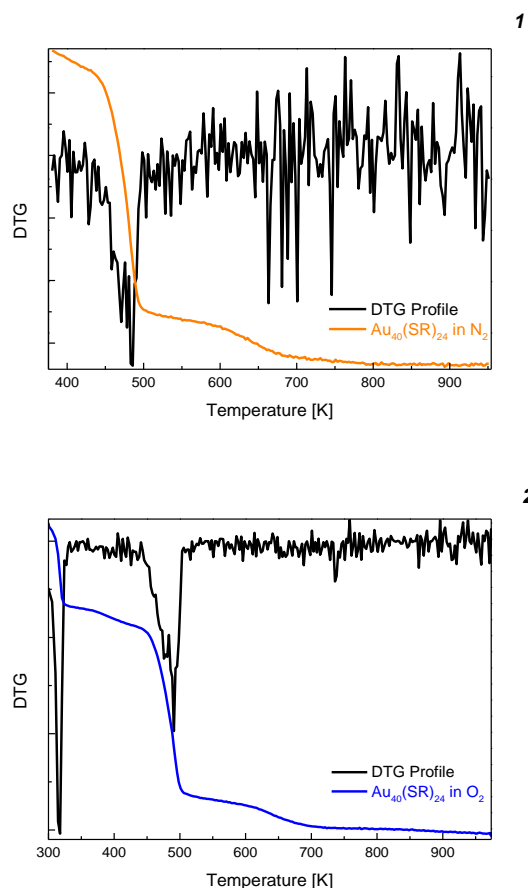 1
DTG
DTG Profile
Au₄₀(SR)₂₄ in N₂
400 500 600 700 800 900
Temperature [K]
2
DTG
DTG Profile
Au₄₀(SR)₂₄ in O₂
300 400 500 600 700 800 900
Temperature [K]